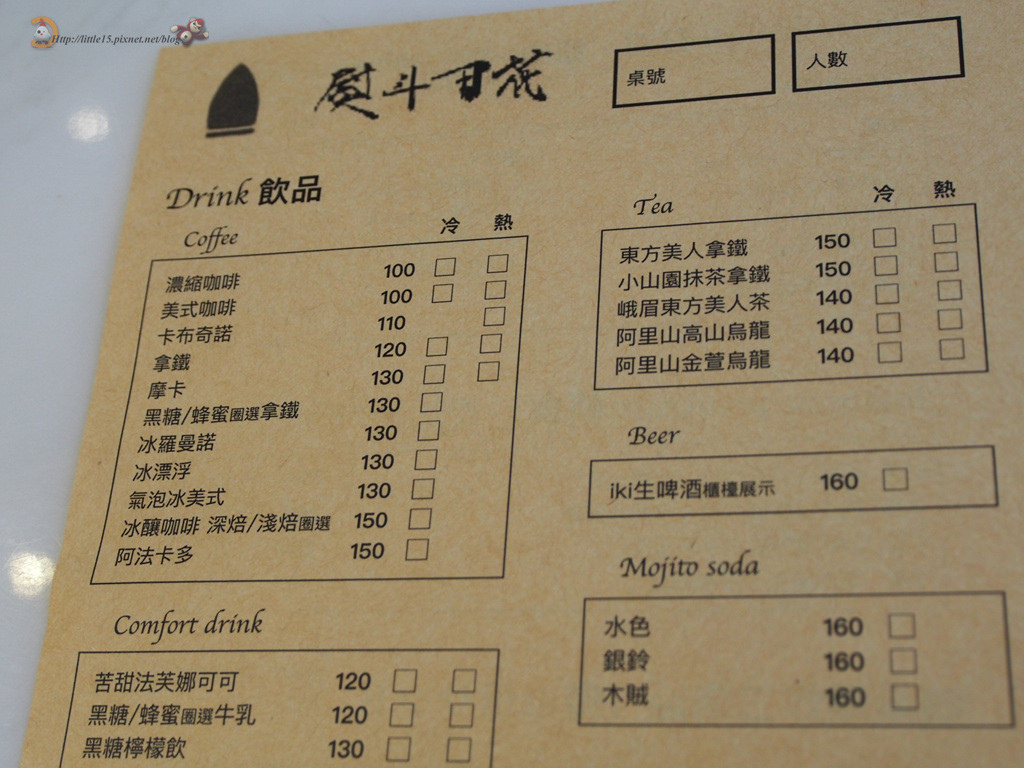 Http://little15.pixnet.net/blog
熨斗目花
桌號
人數
Drink 飲品
Coffee
冷 熱
濃縮咖啡 100 □ □
美式咖啡 100 □ □
卡布奇諾 110 □
拿鐵 120 □ □
摩卡 130 □ □
黑糖/蜂蜜圈選拿鐵 130 □
冰羅曼諾 130 □
冰漂浮 130 □
氣泡冰美式 130 □
冰釀咖啡 深焙/淺焙圈選 150 □
阿法卡多 150 □
Comfort drink
苦甜法芙娜可可 120 □ □
黑糖/蜂蜜圈選牛乳 120 □ □
黑糖檸檬飲 130 □ □
Tea
冷 熱
東方美人拿鐵 150 □ □
小山園抹茶拿鐵 150 □ □
峨眉東方美人茶 140 □ □
阿里山高山烏龍 140 □ □
阿里山金萱烏龍 140 □ □
Beer
iki生啤酒櫃檯展示 160 □
Mojito soda
水色 160 □
銀鈴 160 □
木賊 160 □